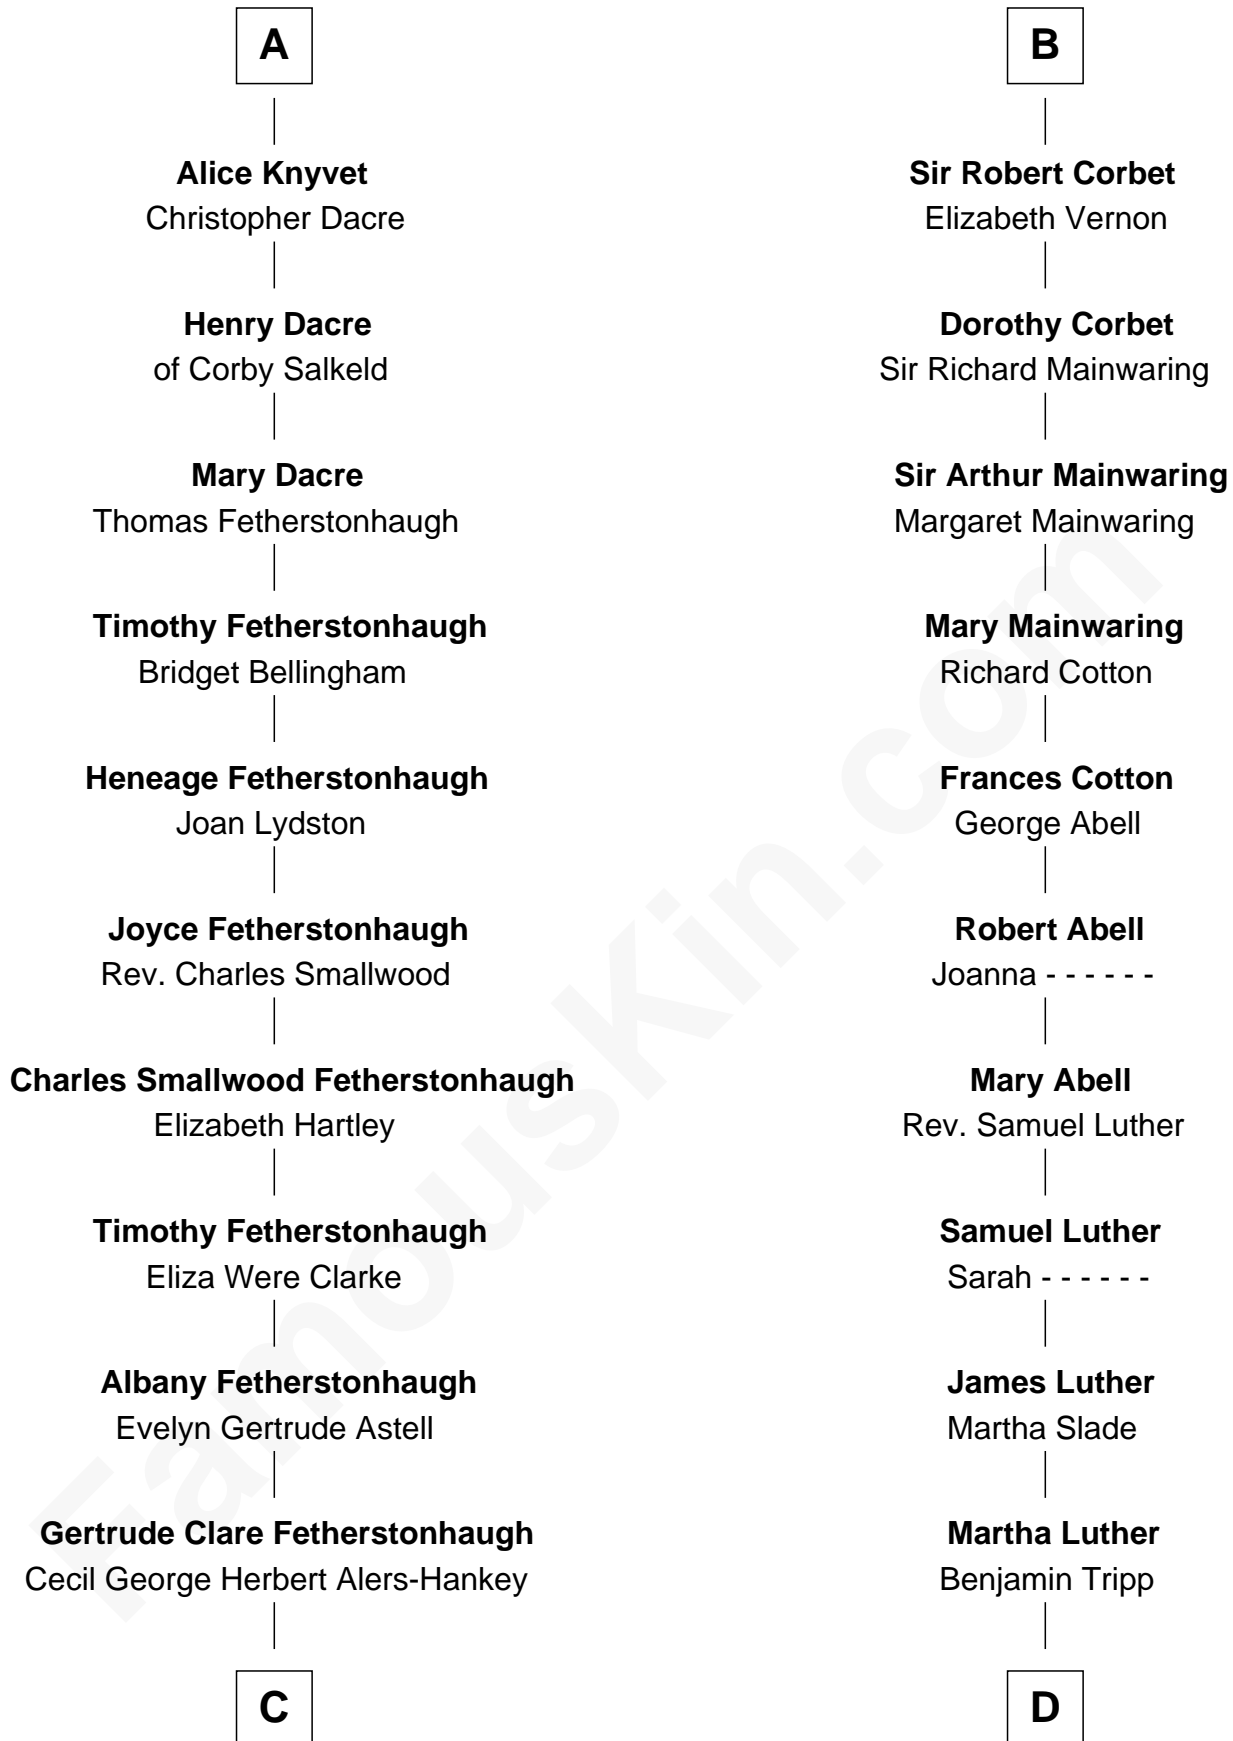 A
Alice Knyvet
Christopher Dacre
Henry Dacre
of Corby Salkeld
Mary Dacre
Thomas Fetherstonhaugh
Timothy Fetherstonhaugh
Bridget Bellingham
Heneage Fetherstonhaugh
Joan Lydston
Joyce Fetherstonhaugh
Rev. Charles Smallwood
Charles Smallwood Fetherstonhaugh
Elizabeth Hartley
Timothy Fetherstonhaugh
Eliza Were Clarke
Albany Fetherstonhaugh
Evelyn Gertrude Astell
Gertrude Clare Fetherstonhaugh
Cecil George Herbert Alers-Hankey
C
B
Sir Robert Corbet
Elizabeth Vernon
Dorothy Corbet
Sir Richard Mainwaring
Sir Arthur Mainwaring
Margaret Mainwaring
Mary Mainwaring
Richard Cotton
Frances Cotton
George Abell
Robert Abell
Joanna - - - - - -
Mary Abell
Rev. Samuel Luther
Samuel Luther
Sarah - - - - - -
James Luther
Martha Slade
Martha Luther
Benjamin Tripp
D
FamousKin.com